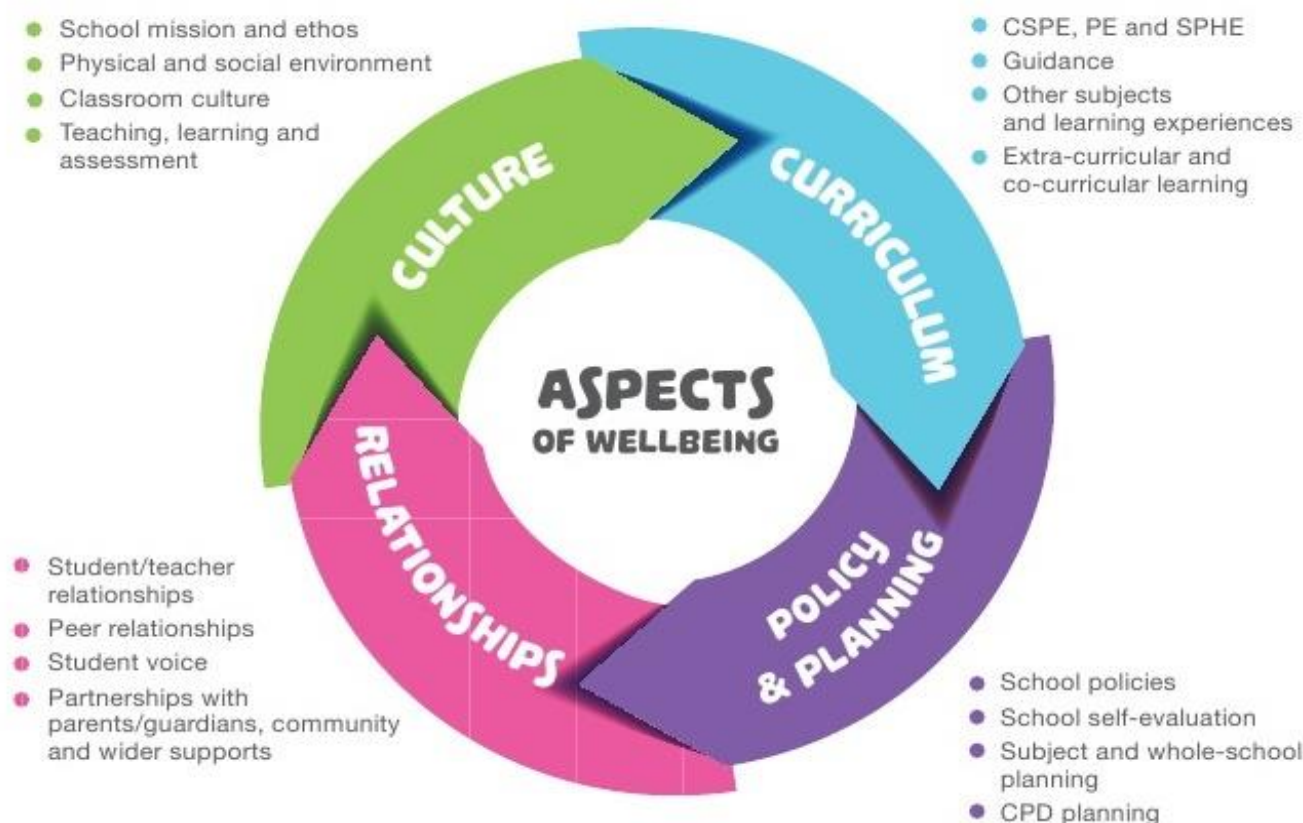 School mission and ethos
Physical and social environment
Classroom culture
Teaching, learning and
assessment
CULTURE
CSPE, PE and SPHE
Guidance
Other subjects
and learning experiences
Extra-curricular and
co-curricular learning
CURRICULUM
ASPECTS
OF WELLBEING
RELATIONSHIPS
Student/teacher
relationships
Peer relationships
Student voice
Partnerships with
parents/guardians, community
and wider supports
POLICY
& PLANNING
School policies
School self-evaluation
Subject and whole-school
planning
CPD planning